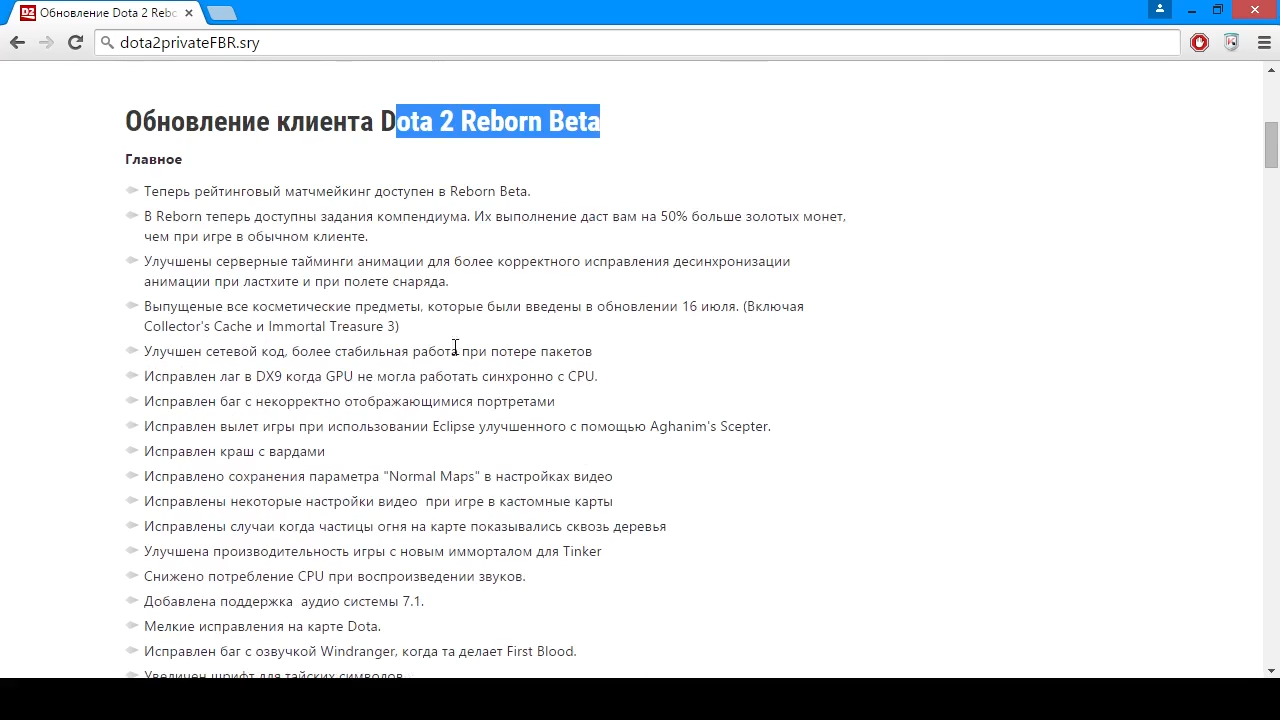 Обновление Dota 2 Rebo
dota2privateFBR.sry
Обновление клиента Dota 2 Reborn Beta
Главное
Теперь рейтинговый матчмейкинг доступен в Reborn Beta.
В Reborn теперь доступны задания компендиума. Их выполнение даст вам на 50% больше золотых монет,
чем при игре в обычном клиенте.
Улучшены серверные тайминги анимации для более корректного исправления десинхронизации
анимации при ластхите и при полете снаряда.
Выпущеные все косметические предметы, которые были введены в обновлении 16 июля. (Включая
Collector's Cache и Immortal Treasure 3)
Улучшен сетевой код, более стабильная работа при потере пакетов
Исправлен лаг в DX9 когда GPU не могла работать синхронно с CPU.
Исправлен баг с некорректно отображающимися портретами
Исправлен вылет игры при использовании Eclipse улучшенного с помощью Aghanim's Scepter.
Исправлен краш с вардами
Исправлено сохранения параметра "Normal Maps" в настройках видео
Исправлены некоторые настройки видео при игре в кастомные карты
Исправлены случаи когда частицы огня на карте показывались сквозь деревья
Улучшена производительность игры с новым имморталом для Tinker
Снижено потребление CPU при воспроизведении звуков.
Добавлена поддержка аудио системы 7.1.
Мелкие исправления на карте Dota.
Исправлен баг с озвучкой Windranger, когда та делает First Blood.
Увеличен шрифт для тайских символов